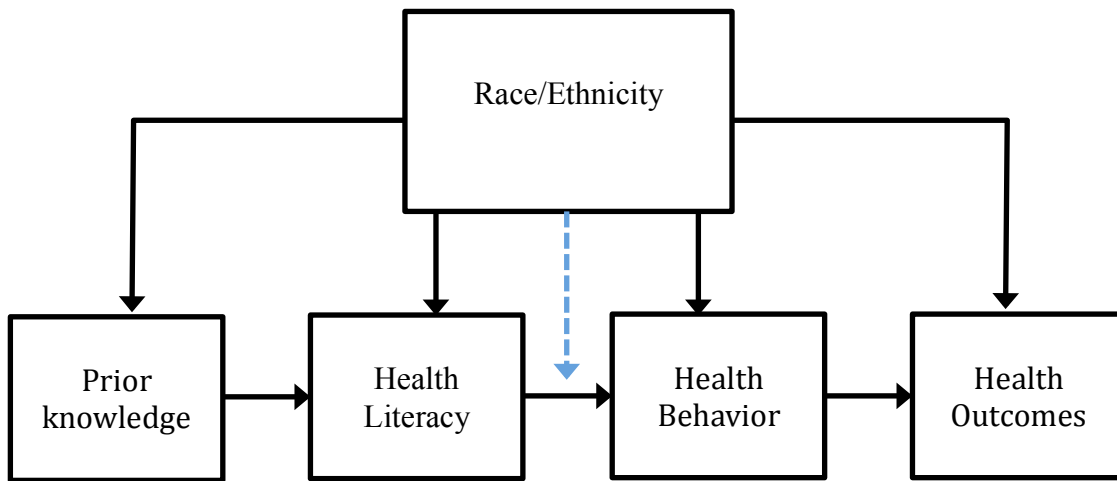 Race/Ethnicity
Prior
knowledge
Health
Literacy
Health
Behavior
Health
Outcomes